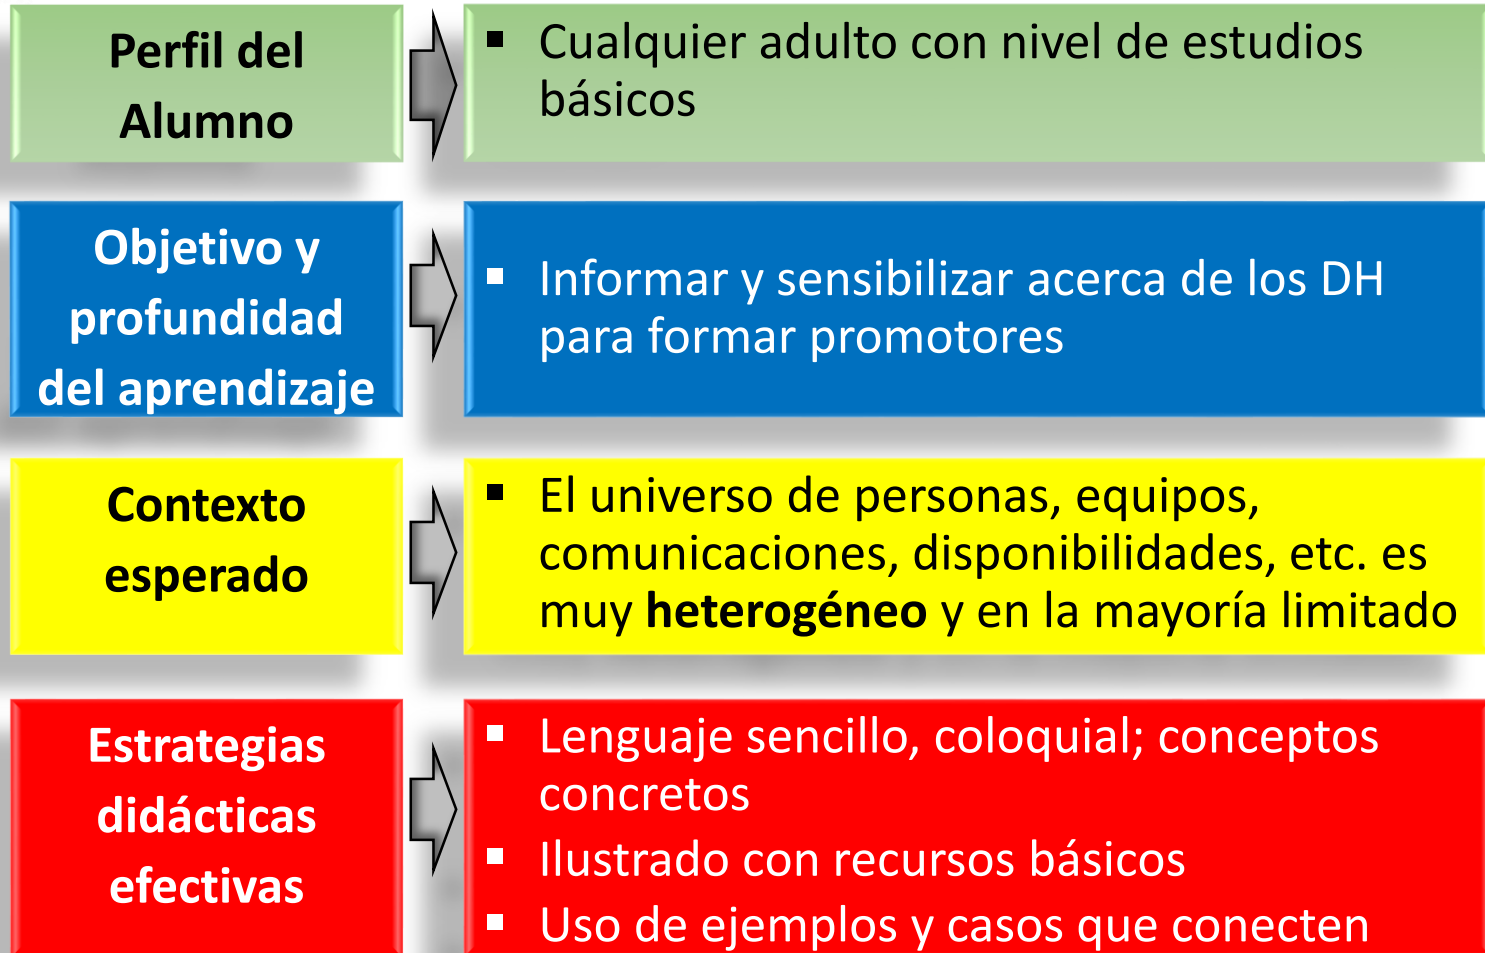 Perfil del
Alumno
▪ Cualquier adulto con nivel de estudios
básicos
Objetivo y
profundidad
del aprendizaje
▪ Informar y sensibilizar acerca de los DH
para formar promotores
Contexto
esperado
▪ El universo de personas, equipos,
comunicaciones, disponibilidades, etc. es
muy heterogéneo y en la mayoría limitado
Estrategias
didácticas
efectivas
▪ Lenguaje sencillo, coloquial; conceptos
concretos
▪ Ilustrado con recursos básicos
▪ Uso de ejemplos y casos que conecten